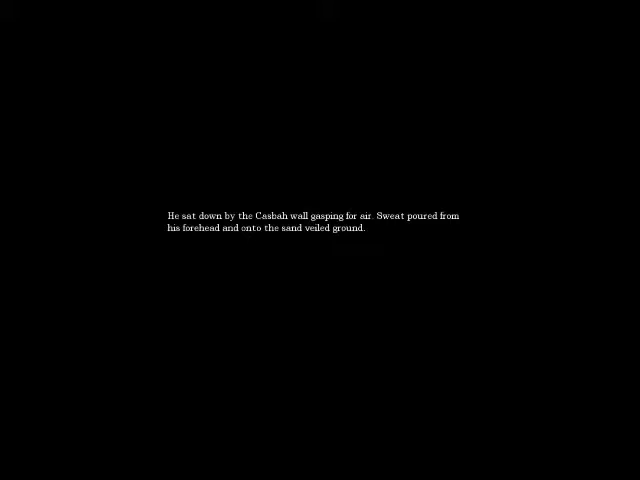 He sat down by the Casbah wall gasping for air. Sweat poured from
his forehead and onto the sand veiled ground.